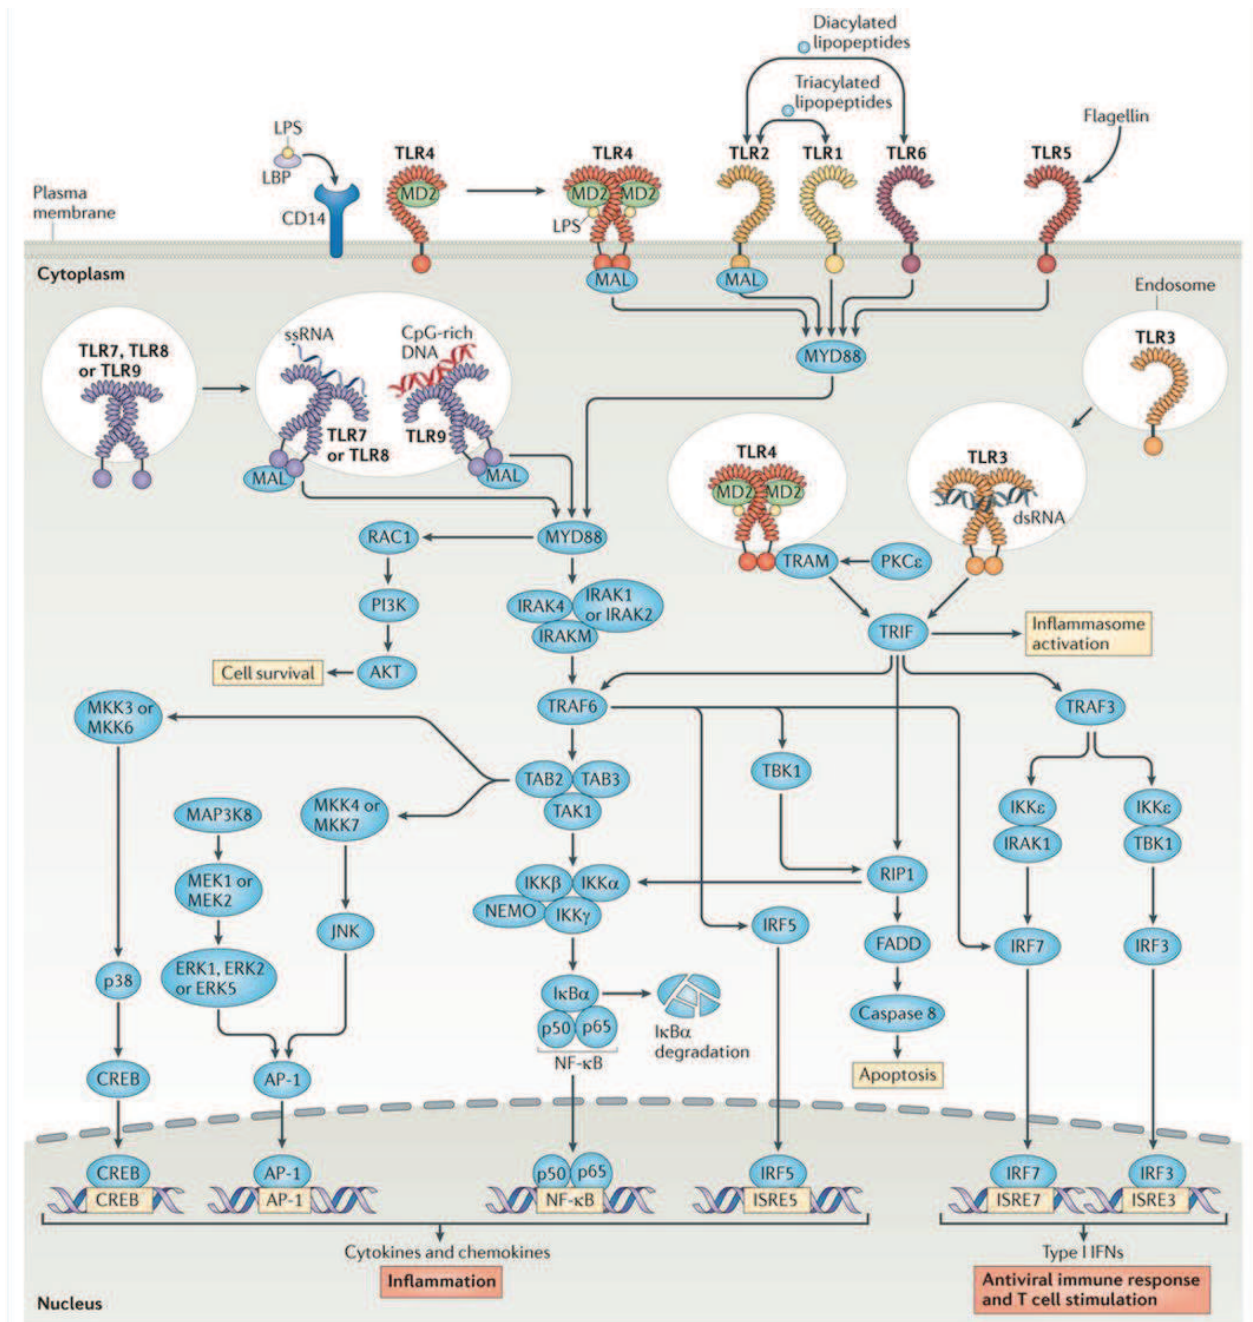 Diacylated
lipopeptides
Triacylated
lipopeptides
LPS
LBP
CD14
TLR4
MD2
TLR4
MD2
MD2
LPS
TLR2
TLR1
TLR6
TLR5
Flagellin
Plasma
membrane
Cytoplasm
MAL
MAL
Endosome
TLR7, TLR8
or TLR9
ssRNA
CpG-rich
DNA
TLR7
or TLR8
TLR9
MAL
MAL
MYD88
TLR3
TLR4
MD2
MD2
TLR3
dsRNA
RAC1
MYD88
TRAM
PKCε
PI3K
IRAK4
IRAK1
or IRAK2
IRAKM
TRIF
Inflammasome
activation
Cell survival
AKT
MKK3 or
MKK6
TRAF6
TRAF3
TAB2
TAB3
TAK1
TBK1
MAP3K8
MKK4 or
MKK7
IKKε
IRAK1
IKKε
TBK1
MEK1 or
MEK2
IKKβ
IKKα
NEMO
IKKγ
RIP1
JNK
IRF5
FADD
IRF7
IRF3
p38
ERK1, ERK2
or ERK5
IκBα
p50
p65
NF-κB
IκBα
degradation
Caspase 8
Apoptosis
CREB
AP-1
CREB
CREB
AP-1
AP-1
p50
p65
NF-κB
IRF5
ISRE5
IRF7
ISRE7
IRF3
ISRE3
Cytokines and chemokines
Inflammation
Type I IFNs
Antiviral immune response
and T cell stimulation
Nucleus